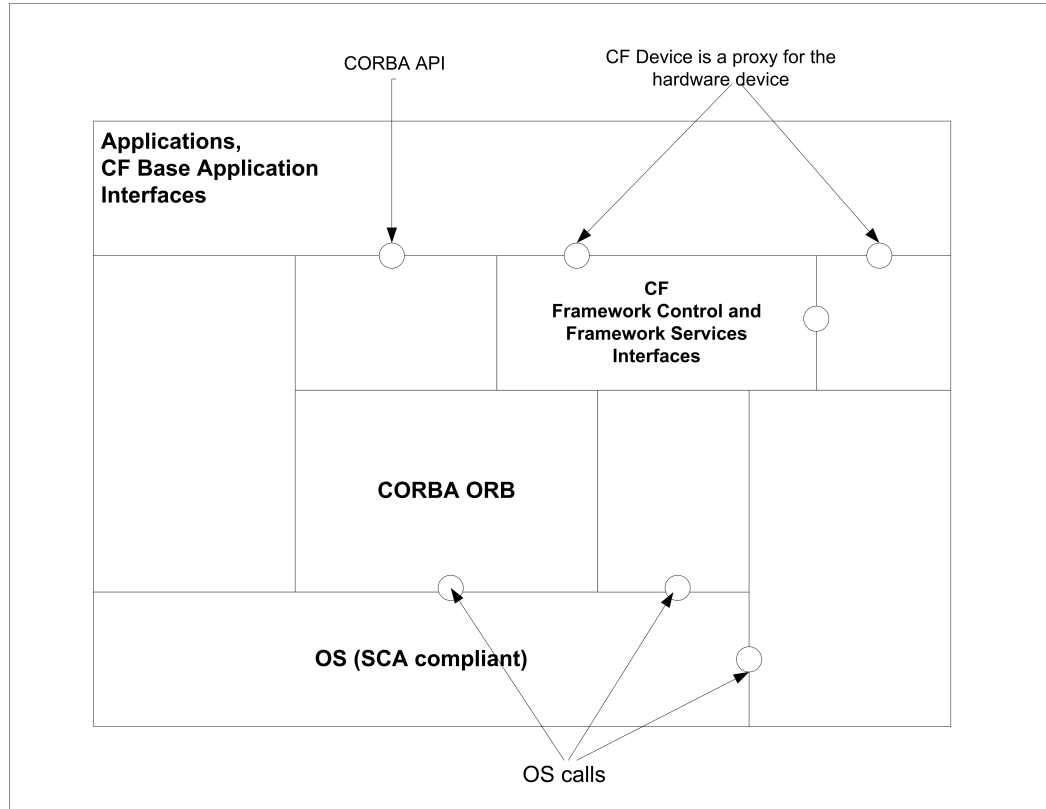 CORBA API
CF Device is a proxy for the
hardware device
Applications,
CF Base Application
Interfaces
CF
Framework Control and
Framework Services
Interfaces
CORBA ORB
OS (SCA compliant)
OS calls